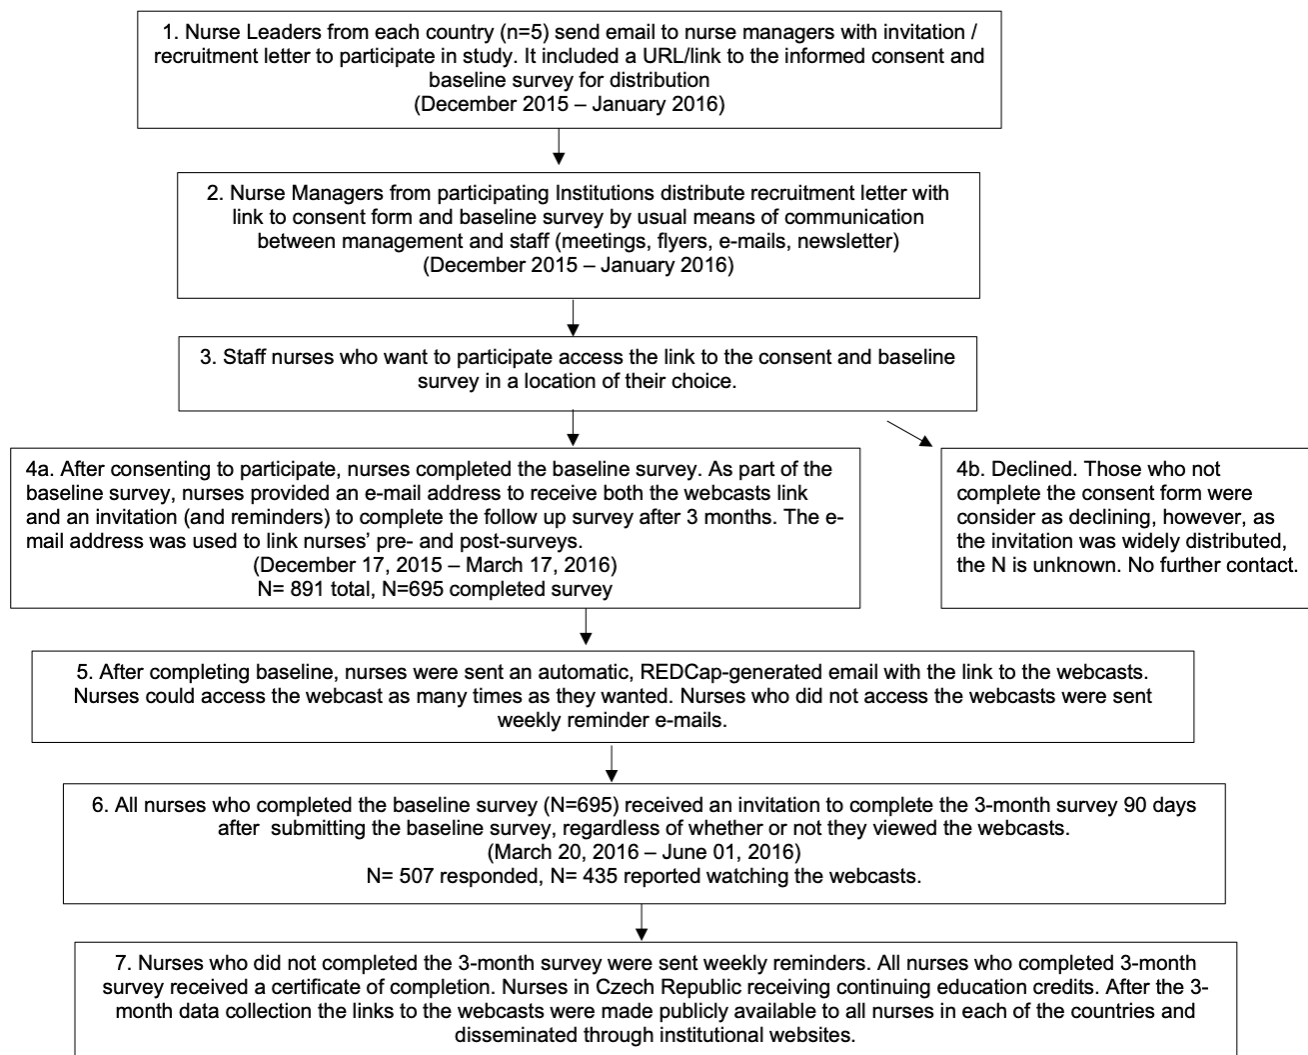 1. Nurse Leaders from each country (n=5) send email to nurse managers with invitation /
recruitment letter to participate in study. It included a URL/link to the informed consent and
baseline survey for distribution
(December 2015 – January 2016)
2. Nurse Managers from participating Institutions distribute recruitment letter with
link to consent form and baseline survey by usual means of communication
between management and staff (meetings, flyers, e-mails, newsletter)
(December 2015 – January 2016)
3. Staff nurses who want to participate access the link to the consent and baseline
survey in a location of their choice.
4a. After consenting to participate, nurses completed the baseline survey. As part of the
baseline survey, nurses provided an e-mail address to receive both the webcasts link
and an invitation (and reminders) to complete the follow up survey after 3 months. The e-
mail address was used to link nurses’ pre- and post-surveys.
(December 17, 2015 – March 17, 2016)
N= 891 total, N=695 completed survey
4b. Declined. Those who not
complete the consent form were
consider as declining, however, as
the invitation was widely distributed,
the N is unknown. No further contact.
5. After completing baseline, nurses were sent an automatic, REDCap-generated email with the link to the webcasts.
Nurses could access the webcast as many times as they wanted. Nurses who did not access the webcasts were sent
weekly reminder e-mails.
6. All nurses who completed the baseline survey (N=695) received an invitation to complete the 3-month survey 90 days
after submitting the baseline survey, regardless of whether or not they viewed the webcasts.
(March 20, 2016 – June 01, 2016)
N= 507 responded, N= 435 reported watching the webcasts.
7. Nurses who did not completed the 3-month survey were sent weekly reminders. All nurses who completed 3-month
survey received a certificate of completion. Nurses in Czech Republic receiving continuing education credits. After the 3-
month data collection the links to the webcasts were made publicly available to all nurses in each of the countries and
disseminated through institutional websites.